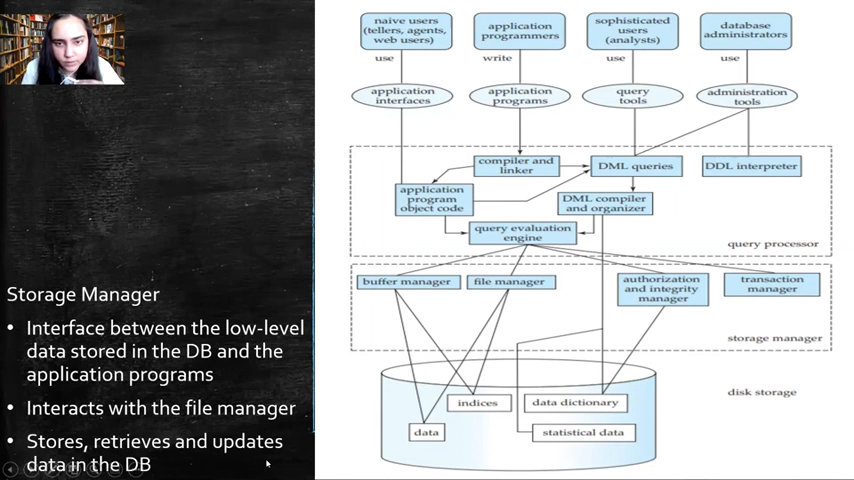 Storage Manager
• Interface between the low-level
data stored in the DB and the
application programs
• Interacts with the file manager
• Stores, retrieves and updates
data in the DB
naive users
(tellers, agents,
web users)
application
programmers
sophisticated
users
(analysts)
database
administrators
use
write
use
use
application
interfaces
application
programs
query
tools
administration
tools
compiler and
linker
DML queries
DDL interpreter
application
program
object code
DML compiler
and organizer
query evaluation
engine
query processor
buffer manager
file manager
authorization
and integrity
manager
transaction
manager
storage manager
disk storage
indices
data dictionary
data
statistical data